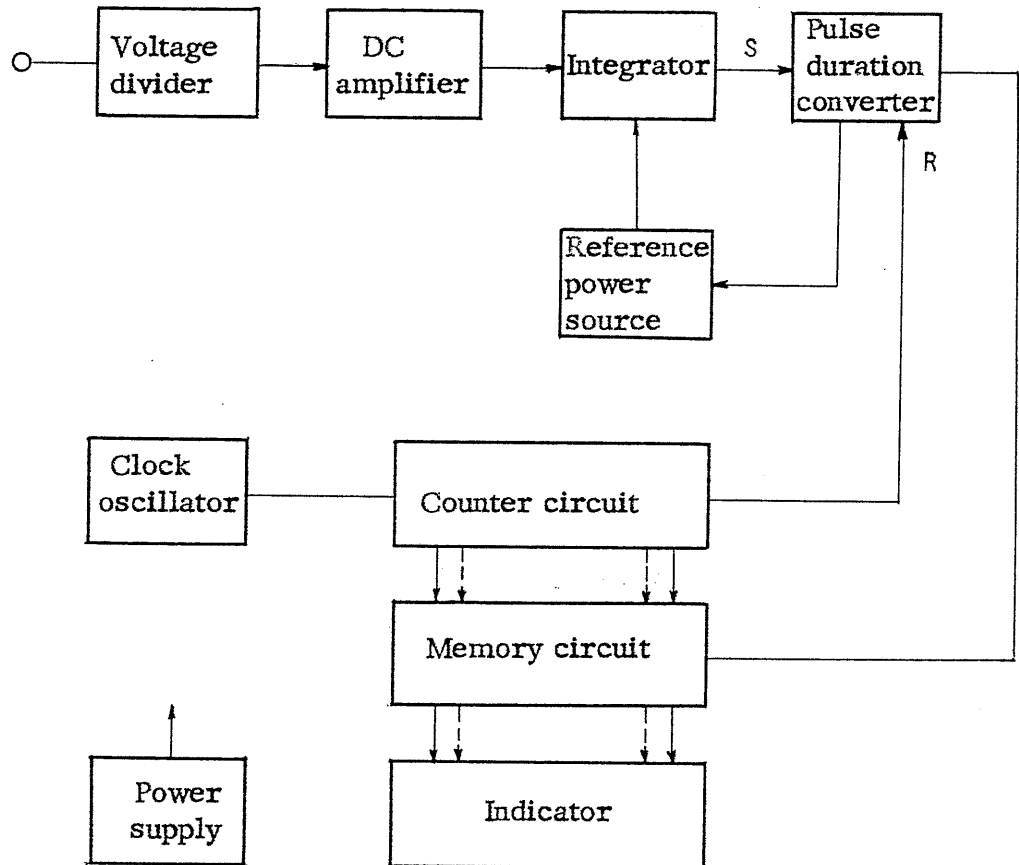 Voltage
divider
DC
amplifier
Integrator
S
Pulse
duration
converter
R
Reference
power
source
Clock
oscillator
Counter circuit
Memory circuit
Power
supply
Indicator